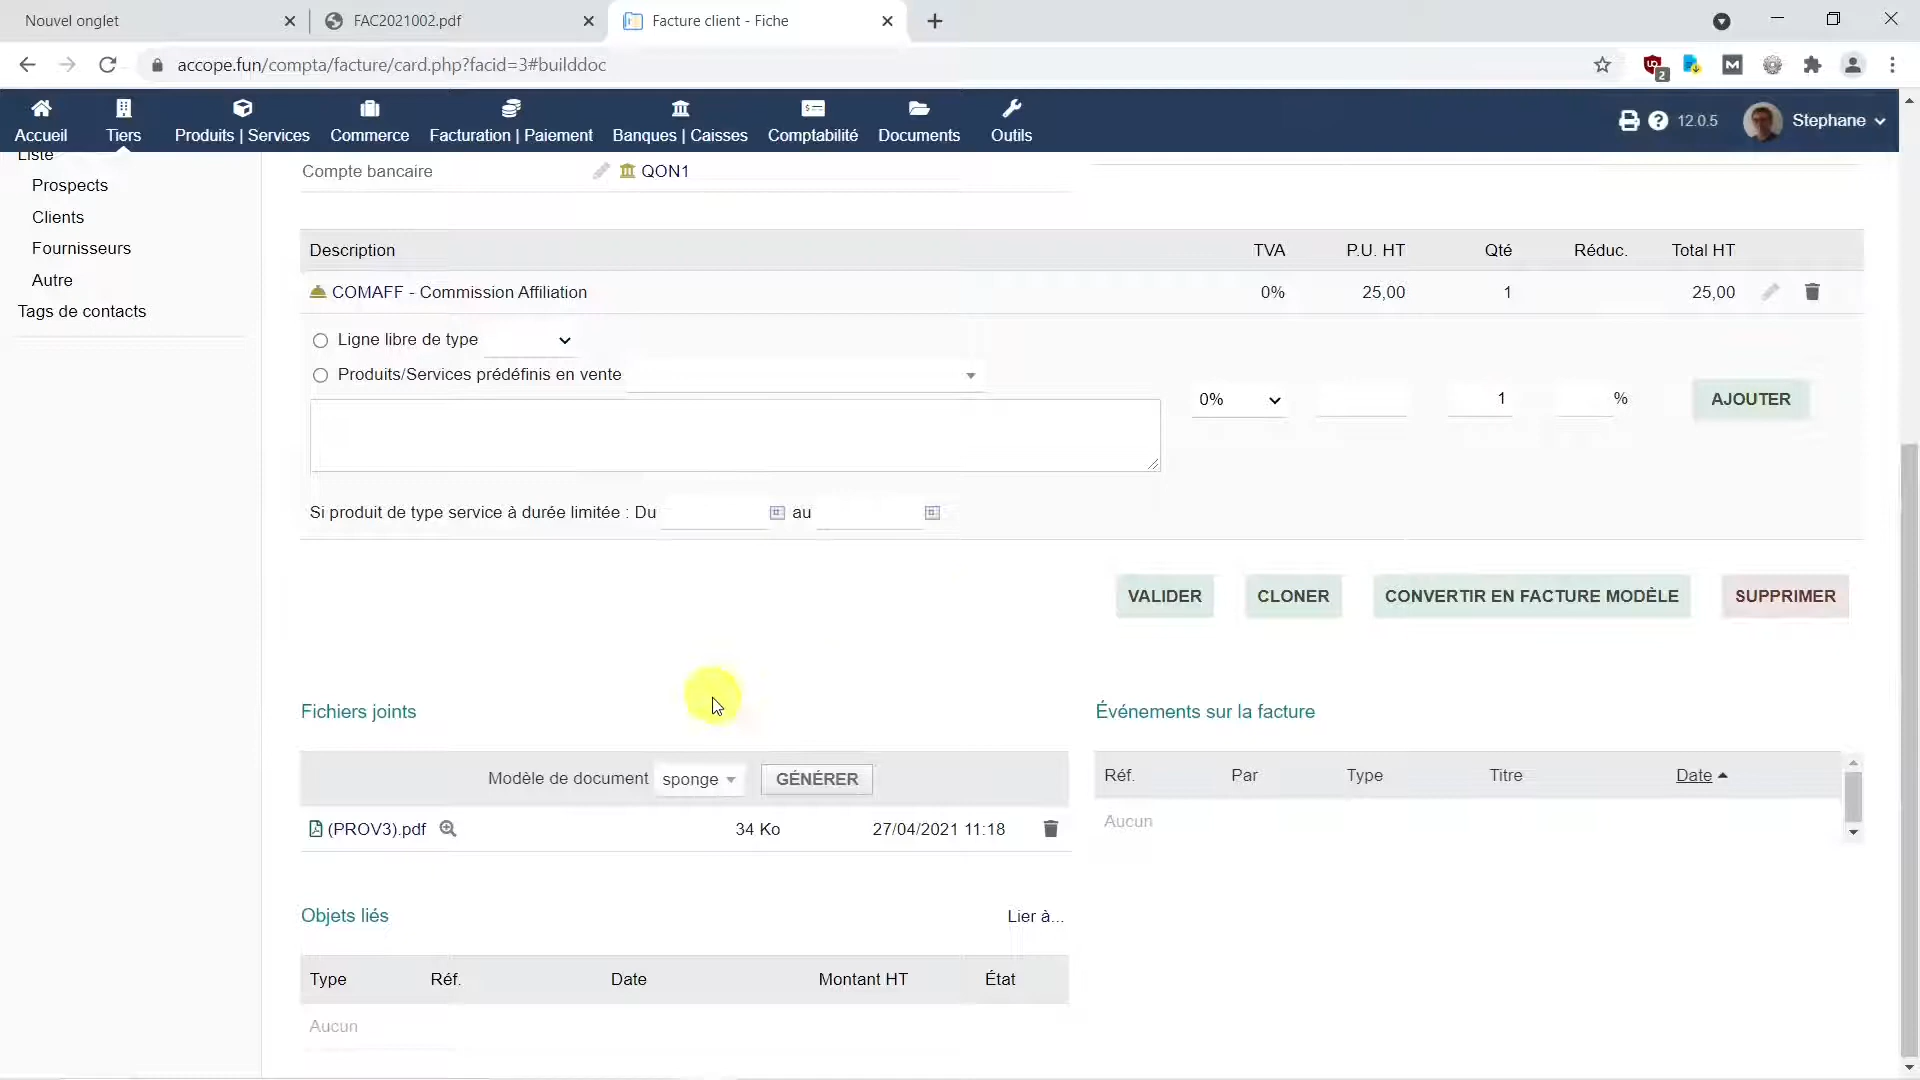 Nouvel onglet
FAC2021002.pdf
Facture client - Fiche
accope.fun/compta/facture/card.php?facid=3#builddoc
2
Accueil
Tiers
Produits | Services
Commerce
Facturation | Paiement
Banques | Caisses
Comptabilité
Documents
Outils
12.0.5
Stephane
Liste
Prospects
Clients
Fournisseurs
Autre
Tags de contacts
Compte bancaire
QON1
Description TVA P.U. HT Qté Réduc. Total HT
COMAFF - Commission Affiliation 0% 25,00 1 25,00
Ligne libre de type
Produits/Services prédéfinis en vente
0% 1 % AJOUTER
Si produit de type service à durée limitée : Du au
VALIDER CLONER CONVERTIR EN FACTURE MODÈLE SUPPRIMER
Fichiers joints
Modèle de document sponge GÉNÉRER
(PROV3).pdf 34 Ko 27/04/2021 11:18
Événements sur la facture
Réf. Par Type Titre Date
Aucun
Objets liés Lier à...
Type Réf. Date Montant HT État
Aucun